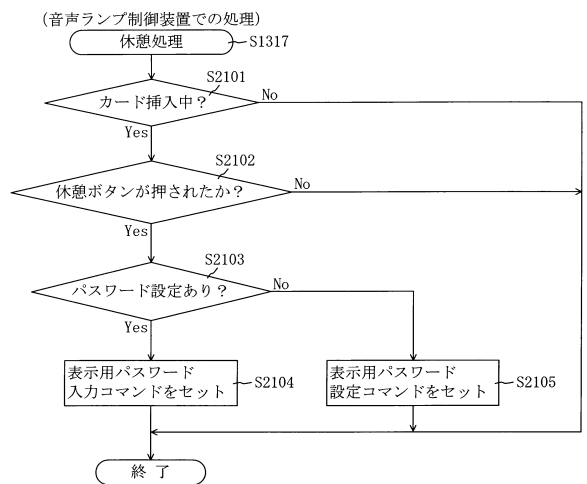 (音声ランプ制御装置での処理)
休憩処理
S1317
S2101
カード挿入中？
No
Yes
S2102
休憩ボタンが押されたか？
No
Yes
S2103
パスワード設定あり？
No
Yes
表示用パスワード
入力コマンドをセット
S2104
表示用パスワード
設定コマンドをセット
S2105
終 了